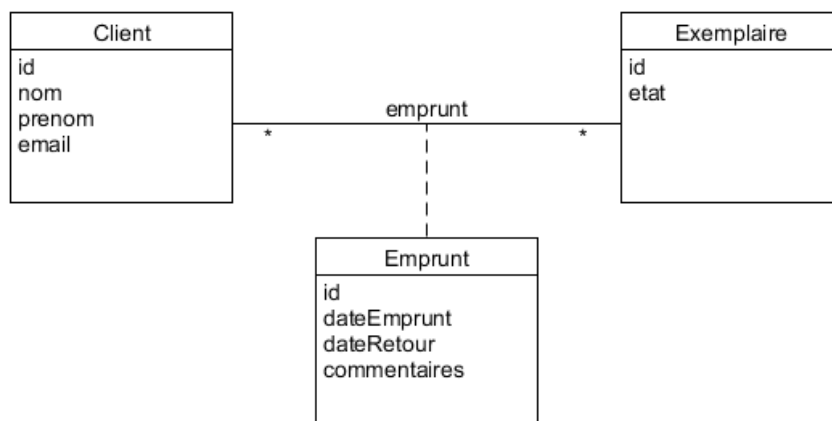 Client
id
nom
prenom
email
emprunt
*
*
Exemplaire
id
etat
Emprunt
id
dateEmprunt
dateRetour
commentaires